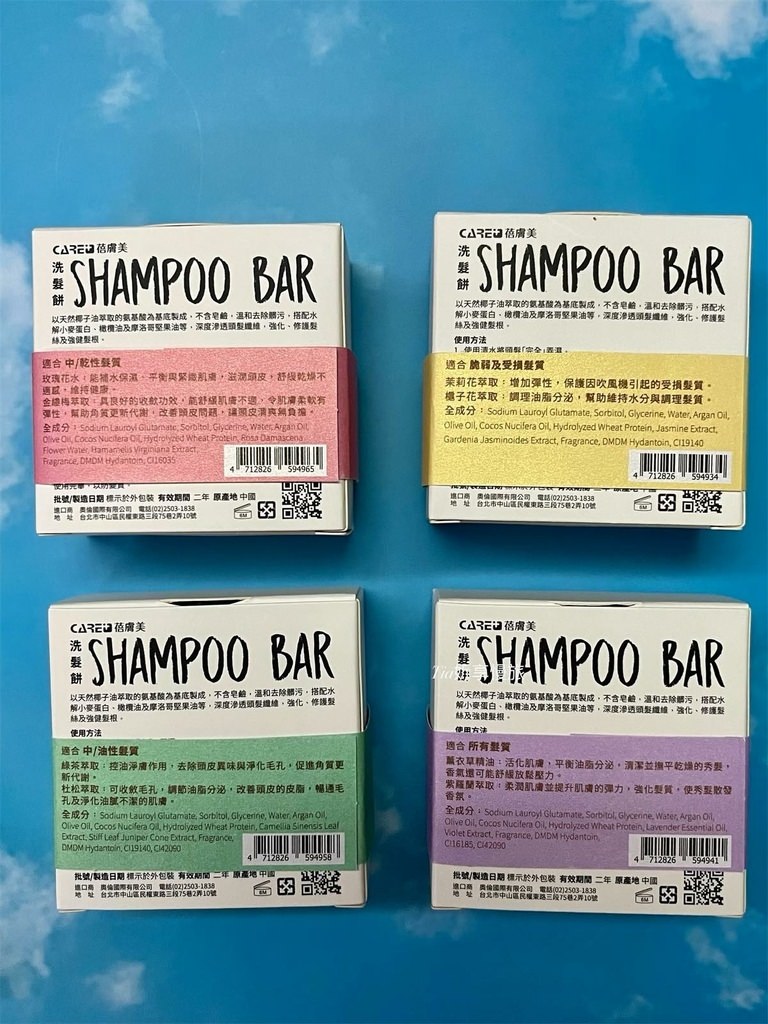 CARE+ 蓓膚美
洗髮餅 SHAMPOO BAR
以天然椰子油萃取的氨基酸為基底製成,不含皂鹼,溫和去除髒污,搭配水
解小麥蛋白、橄欖油及摩洛哥堅果油等,深度滲透頭髮纖維,強化、修護髮
絲及強健髮根。
適合 中/乾性髮質
玫瑰花水:能補水保濕、平衡與緊緻肌膚,滋潤頭皮,舒緩乾燥不
適感,維持健康。
金縷梅萃取:具良好的收斂功效,能舒緩肌膚不適,令肌膚柔軟有
彈性,幫助角質更新代謝,改善頭皮問題,讓頭皮清爽無負擔。
全成分:Sodium Lauroyl Glutamate, Sorbitol, Glycerine, Water, Argan Oil,
Olive Oil, Cocos Nucifera Oil, Hydrolyzed Wheat Protein, Rosa Damascena
Flower Water, Hamamelis Virginiana Extract,
Fragrance, DMDM Hydantoin, CI16035
4 712826 594965
批號/製造日期 標示於外包裝 有效期間 二年 原產地 中國
進口商 奧倫國際有限公司 電話(02)2503-1838
地 址 台北市中山區民權東路三段75巷2弄10號
6M
CARE+ 蓓膚美
洗髮餅 SHAMPOO BAR
以天然椰子油萃取的氨基酸為基底製成,不含皂鹼,溫和去除髒污,搭配水
解小麥蛋白、橄欖油及摩洛哥堅果油等,深度滲透頭髮纖維,強化、修護髮
絲及強健髮根。
使用方法
1. 使用清水將頭髮「完全」弄濕。
適合 脆弱及受損髮質
茉莉花萃取:增加彈性,保護因吹風機引起的受損髮質。
梔子花萃取:調理油脂分泌,幫助維持水分與調理髮質。
全成分:Sodium Lauroyl Glutamate, Sorbitol, Glycerine, Water, Argan Oil,
Olive Oil, Cocos Nucifera Oil, Hydrolyzed Wheat Protein, Jasmine Extract,
Gardenia Jasminoides Extract, Fragrance, DMDM Hydantoin, CI19140
4 712826 594934
批號/製造日期 標示於外包裝 有效期間 二年 原產地 中國
進口商 奧倫國際有限公司 電話(02)2503-1838
地 址 台北市中山區民權東路三段75巷2弄10號
6M
CARE+ 蓓膚美
洗髮餅 SHAMPOO BAR
以天然椰子油萃取的氨基酸為基底製成,不含皂鹼,溫和去除髒污,搭配水
解小麥蛋白、橄欖油及摩洛哥堅果油等,深度滲透頭髮纖維,強化、修護髮
絲及強健髮根。
使用方法
適合 中/油性髮質
綠茶萃取:控油淨膚作用,去除頭皮異味與淨化毛孔,促進角質更
新代謝。
杜松萃取:可收斂毛孔,調節油脂分泌,改善頭皮的皮脂,暢通毛
孔及淨化油膩不潔的肌膚。
全成分:Sodium Lauroyl Glutamate, Sorbitol, Glycerine, Water, Argan Oil,
Olive Oil, Cocos Nucifera Oil, Hydrolyzed Wheat Protein, Camellia Sinensis Leaf
Extract, Stiff Leaf Juniper Cone Extract, Fragrance,
DMDM Hydantoin, CI19140, CI42090
4 712826 594958
批號/製造日期 標示於外包裝 有效期間 二年 原產地 中國
進口商 奧倫國際有限公司 電話(02)2503-1838
地 址 台北市中山區民權東路三段75巷2弄10號
6M
CARE+ 蓓膚美
洗髮餅 SHAMPOO BAR
以天然椰子油萃取的氨基酸為基底製成,不含皂鹼,溫和去除髒污,搭配水
解小麥蛋白、橄欖油及摩洛哥堅果油等,深度滲透頭髮纖維,強化、修護髮
絲及強健髮根。
使用方法
適合 所有髮質
薰衣草精油:活化肌膚,平衡油脂分泌,清潔並撫平乾燥的秀髮,
香氣還可能舒緩放鬆壓力。
紫羅蘭萃取:柔潤肌膚並提升肌膚的彈力,強化髮質,使秀髮散發
香氛。
全成分:Sodium Lauroyl Glutamate, Sorbitol, Glycerine, Water, Argan Oil,
Olive Oil, Cocos Nucifera Oil, Hydrolyzed Wheat Protein, Lavender Essential Oil,
Violet Extract, Fragrance, DMDM Hydantoin,
CI16185, CI42090
4 712826 594941
批號/製造日期 標示於外包裝 有效期間 二年 原產地 中國
進口商 奧倫國際有限公司 電話(02)2503-1838
地 址 台北市中山區民權東路三段75巷2弄10號
6M